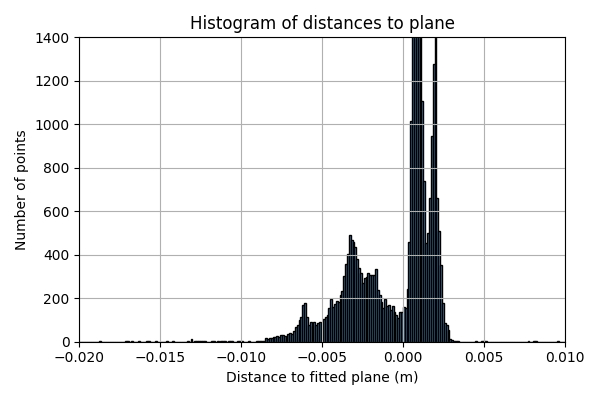 Histogram of distances to plane
1400
1200
1000
800
600
400
200
0
−0.020 −0.015 −0.010 −0.005 0.000 0.005 0.010
Distance to fitted plane (m)
Number of points